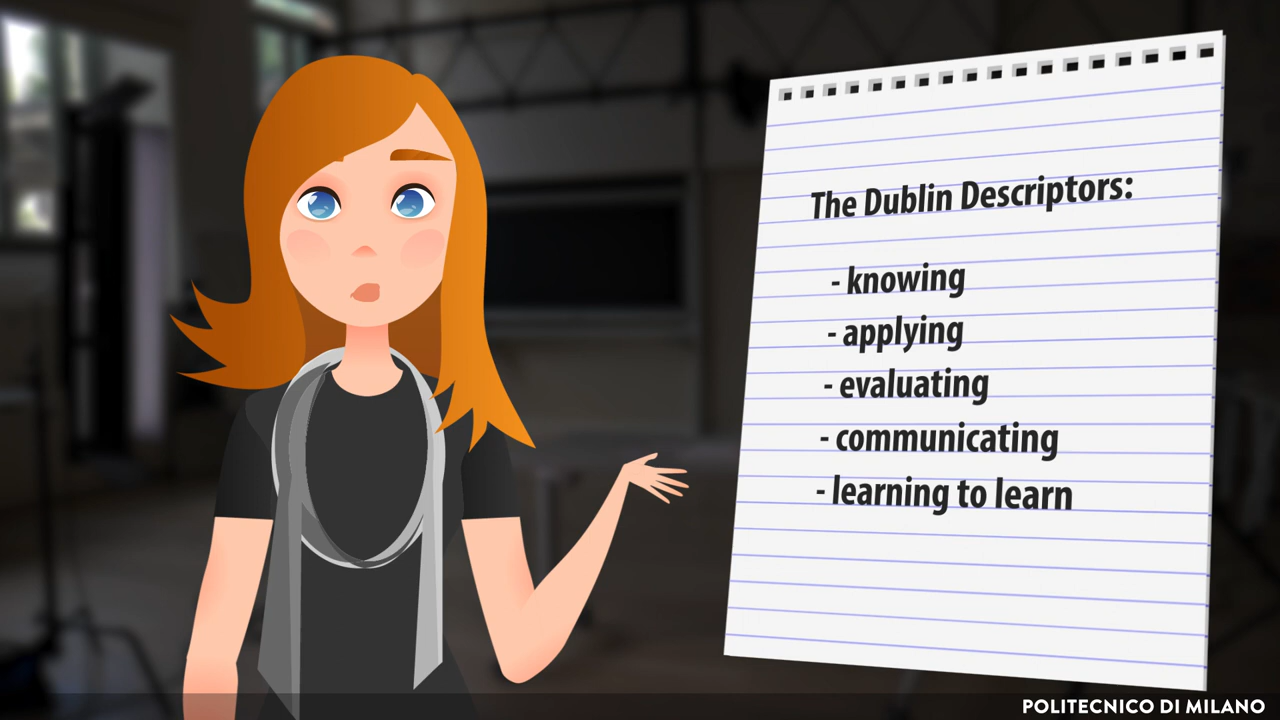 The Dublin Descriptors:
- knowing
- applying
- evaluating
- communicating
- learning to learn
POLITECNICO DI MILANO